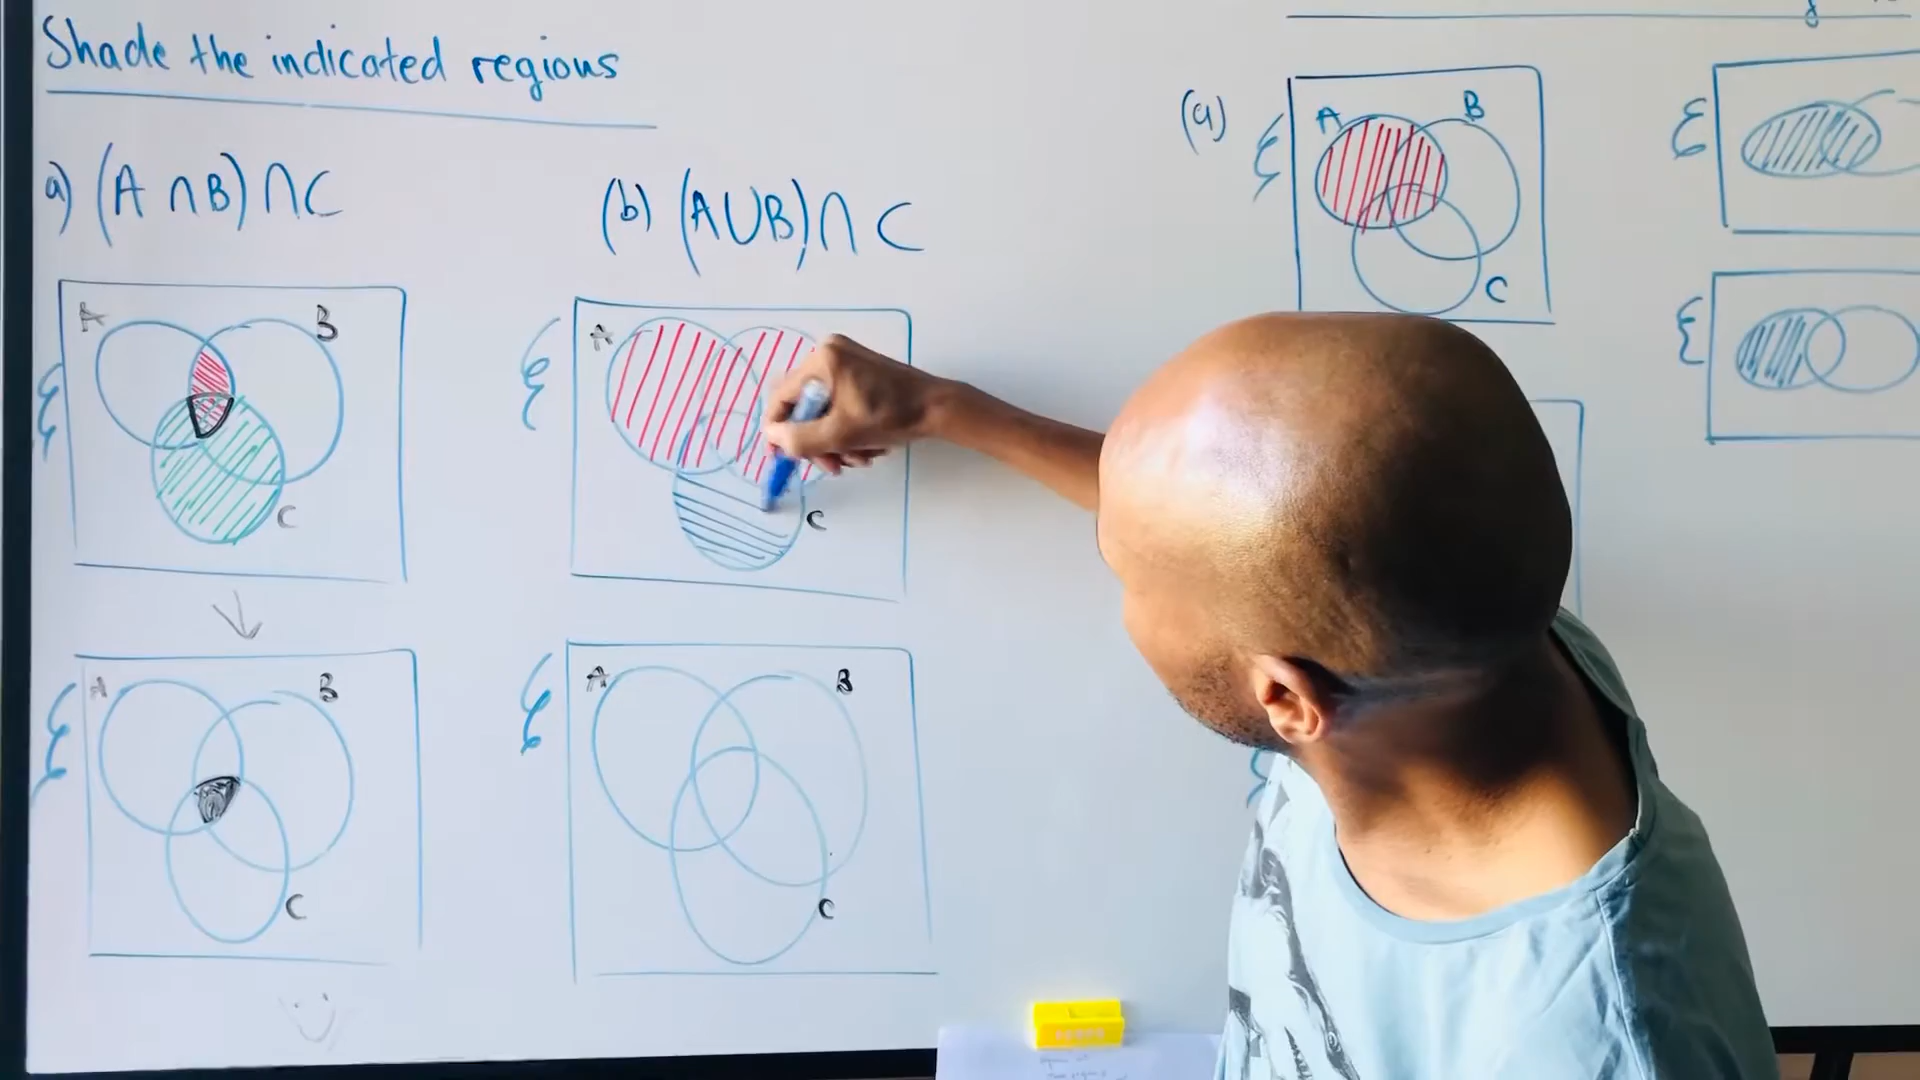 Shade the indicated regions
a) (A ∩ B) ∩ C
(b) (A ∪ B) ∩ C
A B
ξ
C
A
ξ
C
A B
ξ
C
A B
ξ
C
(a)
A B
ξ
C
ξ
ξ